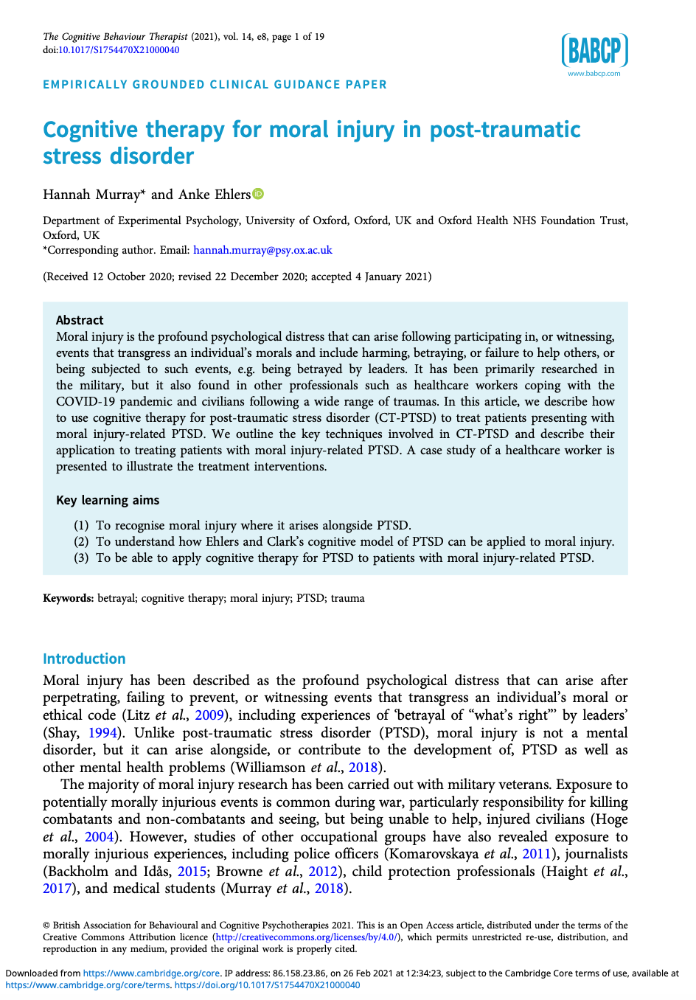 The Cognitive Behaviour Therapist (2021), vol. 14, e8, page 1 of 19
doi:10.1017/S1754470X21000040
BABCP
www.babcp.com
EMPIRICALLY GROUNDED CLINICAL GUIDANCE PAPER
Cognitive therapy for moral injury in post-traumatic
stress disorder
Hannah Murray* and Anke Ehlers iD
Department of Experimental Psychology, University of Oxford, Oxford, UK and Oxford Health NHS Foundation Trust,
Oxford, UK
*Corresponding author. Email: hannah.murray@psy.ox.ac.uk
(Received 12 October 2020; revised 22 December 2020; accepted 4 January 2021)
Abstract
Moral injury is the profound psychological distress that can arise following participating in, or witnessing,
events that transgress an individual’s morals and include harming, betraying, or failure to help others, or
being subjected to such events, e.g. being betrayed by leaders. It has been primarily researched in
the military, but it also found in other professionals such as healthcare workers coping with the
COVID-19 pandemic and civilians following a wide range of traumas. In this article, we describe how
to use cognitive therapy for post-traumatic stress disorder (CT-PTSD) to treat patients presenting with
moral injury-related PTSD. We outline the key techniques involved in CT-PTSD and describe their
application to treating patients with moral injury-related PTSD. A case study of a healthcare worker is
presented to illustrate the treatment interventions.
Key learning aims
(1) To recognise moral injury where it arises alongside PTSD.
(2) To understand how Ehlers and Clark’s cognitive model of PTSD can be applied to moral injury.
(3) To be able to apply cognitive therapy for PTSD to patients with moral injury-related PTSD.
Keywords: betrayal; cognitive therapy; moral injury; PTSD; trauma
Introduction
Moral injury has been described as the profound psychological distress that can arise after
perpetrating, failing to prevent, or witnessing events that transgress an individual’s moral or
ethical code (Litz et al., 2009), including experiences of ‘betrayal of “what’s right”’ by leaders’
(Shay, 1994). Unlike post-traumatic stress disorder (PTSD), moral injury is not a mental
disorder, but it can arise alongside, or contribute to the development of, PTSD as well as
other mental health problems (Williamson et al., 2018).
The majority of moral injury research has been carried out with military veterans. Exposure to
potentially morally injurious events is common during war, particularly responsibility for killing
combatants and non-combatants and seeing, but being unable to help, injured civilians (Hoge
et al., 2004). However, studies of other occupational groups have also revealed exposure to
morally injurious experiences, including police officers (Komarovskaya et al., 2011), journalists
(Backholm and Idås, 2015; Browne et al., 2012), child protection professionals (Haight et al.,
2017), and medical students (Murray et al., 2018).
© British Association for Behavioural and Cognitive Psychotherapies 2021. This is an Open Access article, distributed under the terms of the
Creative Commons Attribution licence (http://creativecommons.org/licenses/by/4.0/), which permits unrestricted re-use, distribution, and
reproduction in any medium, provided the original work is properly cited.
Downloaded from https://www.cambridge.org/core. IP address: 86.158.23.86, on 26 Feb 2021 at 12:34:23, subject to the Cambridge Core terms of use, available at
https://www.cambridge.org/core/terms. https://doi.org/10.1017/S1754470X21000040